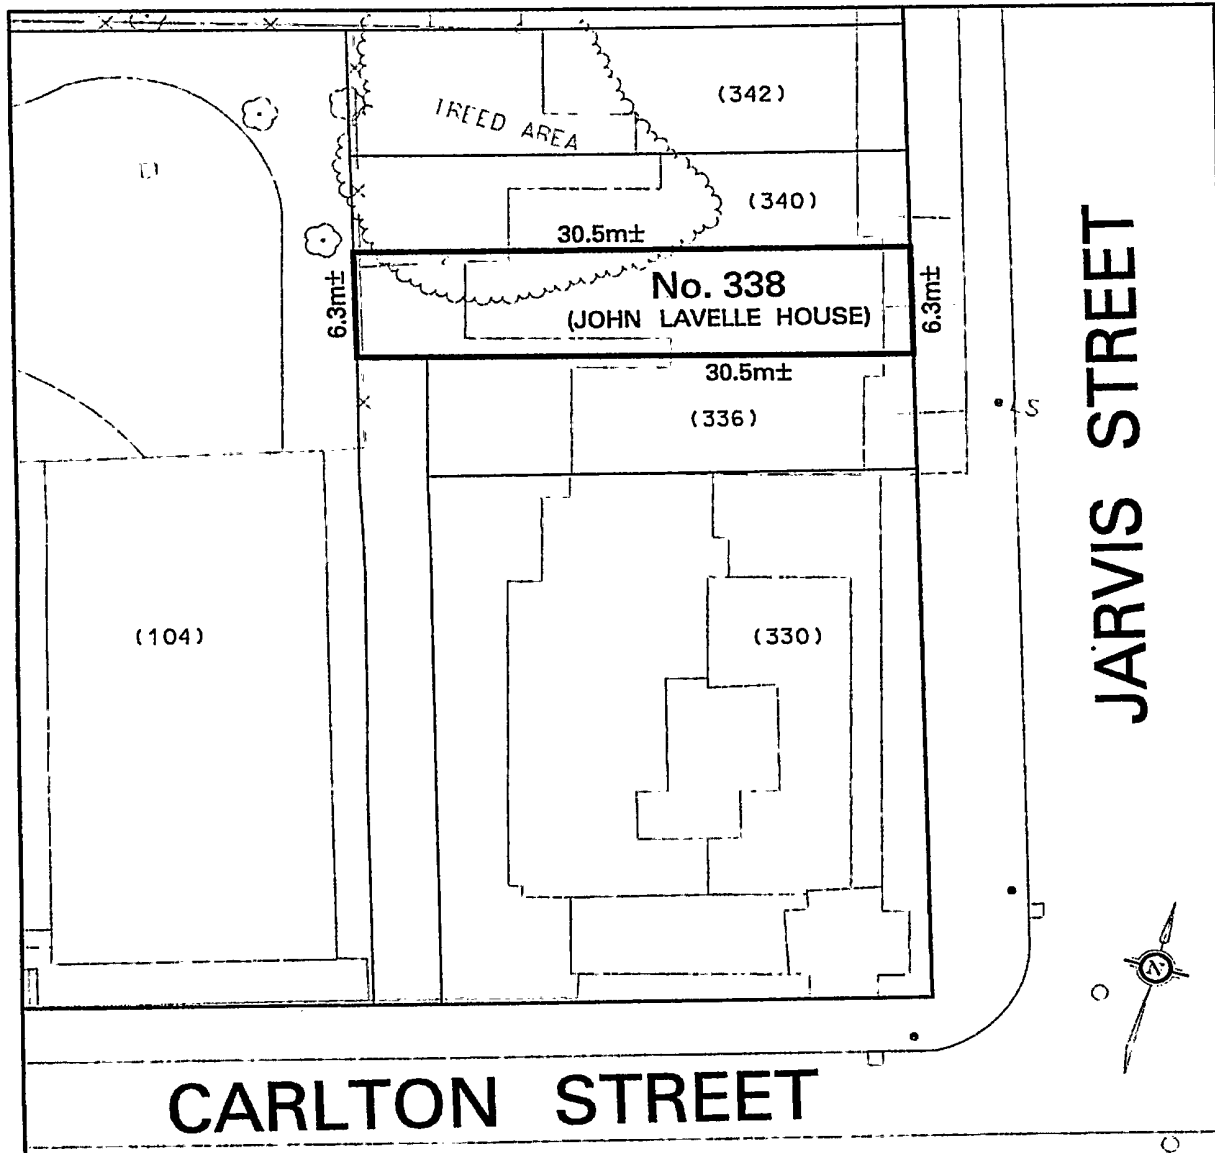 (342)
TREED AREA
(340)
30.5m±
No. 338
(JOHN LAVELLE HOUSE)
6.3m±
6.3m±
30.5m±
(336)
LS
(104)
(330)
JARVIS STREET
N
CARLTON STREET